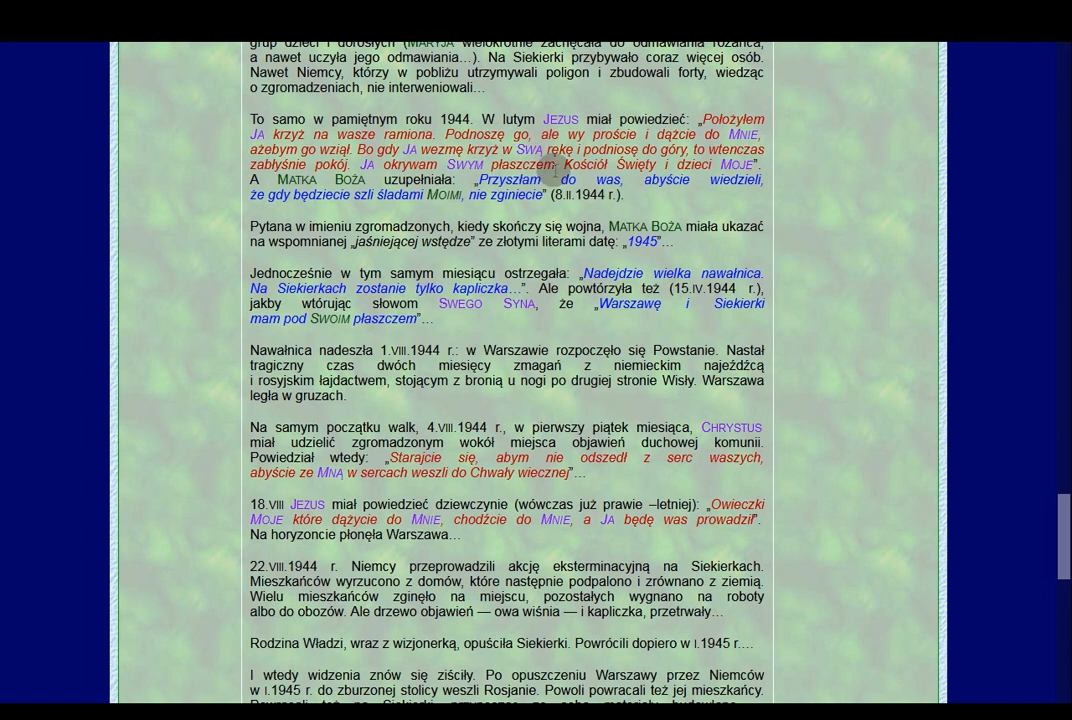 grup dzieci i dorosłych (MARYJA wielokrotnie zachęcała do odmawiania różańca,
a nawet uczyła jego odmawiania…). Na Siekierki przybywało coraz więcej osób.
Nawet Niemcy, którzy w pobliżu utrzymywali poligon i zbudowali forty, wiedząc
o zgromadzeniach, nie interweniowali…
To samo w pamiętnym roku 1944. W lutym JEZUS miał powiedzieć: „Położyłem
JA krzyż na wasze ramiona. Podnoszę go, ale wy proście i dążcie do MNIE,
ażebym go wziął. Bo gdy JA wezmę krzyż w SWĄ rękę i podniosę do góry, to wtenczas
zabłyśnie pokój. JA okrywam SWYM płaszczem Kościół Święty i dzieci MOJE”.
A MATKA BOŻA uzupełniała: „Przyszłam do was, abyście wiedzieli,
że gdy będziecie szli śladami MOIMI, nie zginiecie” (8.II.1944 r.).
Pytana w imieniu zgromadzonych, kiedy skończy się wojna, MATKA BOŻA miała ukazać
na wspomnianej „jaśniejącej wstędze” ze złotymi literami datę: „1945”…
Jednocześnie w tym samym miesiącu ostrzegała: „Nadejdzie wielka nawałnica.
Na Siekierkach zostanie tylko kapliczka…”. Ale powtórzyła też (15.IV.1944 r.),
jakby wtórując słowom SWEGO SYNA, że „Warszawę i Siekierki
mam pod SWOIM płaszczem”…
Nawałnica nadeszła 1.VIII.1944 r.: w Warszawie rozpoczęło się Powstanie. Nastał
tragiczny czas dwóch miesięcy zmagań z niemieckim najeźdźcą
i rosyjskim łajdactwem, stojącym z bronią u nogi po drugiej stronie Wisły. Warszawa
legła w gruzach.
Na samym początku walk, 4.VIII.1944 r., w pierwszy piątek miesiąca, CHRYSTUS
miał udzielić zgromadzonym wokół miejsca objawień duchowej komunii.
Powiedział wtedy: „Starajcie się, abym nie odszedł z serc waszych,
abyście ze MNĄ w sercach weszli do Chwały wiecznej”…
18.VIII JEZUS miał powiedzieć dziewczynie (wówczas już prawie –letniej): „Owieczki
MOJE które dążycie do MNIE, chodźcie do MNIE, a JA będę was prowadził”.
Na horyzoncie płonęła Warszawa…
22.VIII.1944 r. Niemcy przeprowadzili akcję eksterminacyjną na Siekierkach.
Mieszkańców wyrzucono z domów, które następnie podpalono i zrównano z ziemią.
Wielu mieszkańców zginęło na miejscu, pozostałych wygnano na roboty
albo do obozów. Ale drzewo objawień — owa wiśnia — i kapliczka, przetrwały…
Rodzina Władzi, wraz z wizjonerką, opuściła Siekierki. Powrócili dopiero w I.1945 r.…
I wtedy widzenia znów się ziściły. Po opuszczeniu Warszawy przez Niemców
w I.1945 r. do zburzonej stolicy weszli Rosjanie. Powoli powracali też jej mieszkańcy.